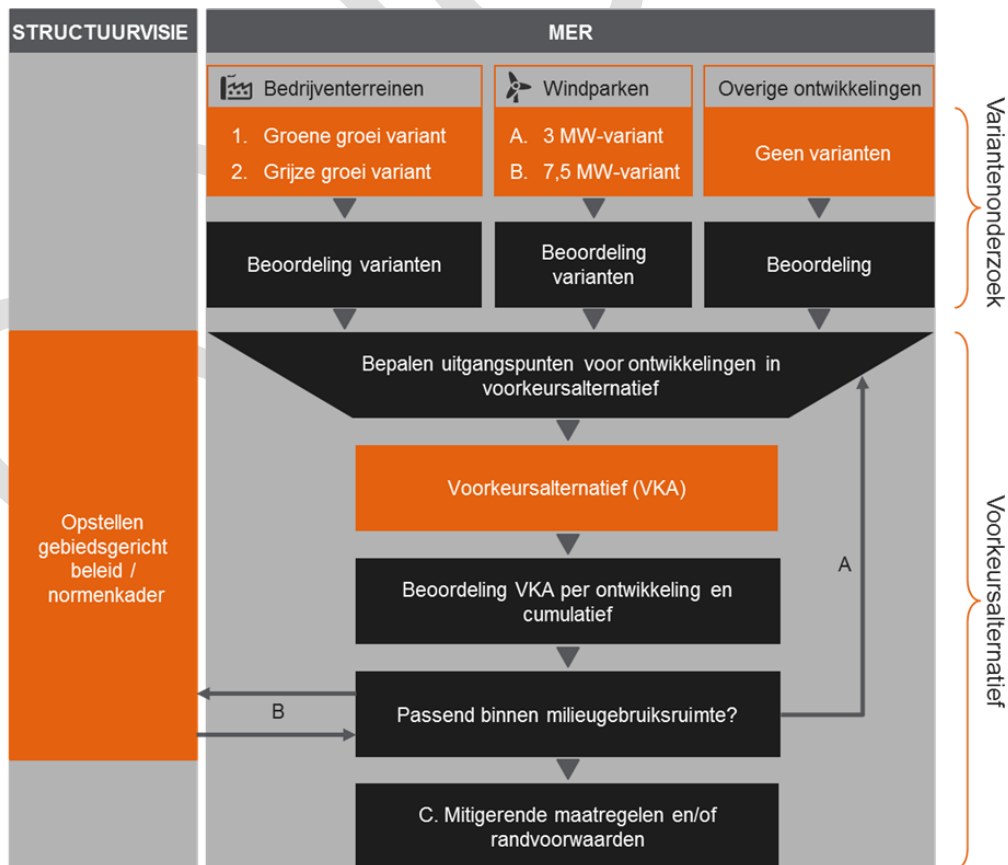 STRUCTUURVISIE
MER
Bedrijventerreinen
Windparken
Overige ontwikkelingen
1. Groene groei variant
2. Grijze groei variant
A. 3 MW-variant
B. 7,5 MW-variant
Geen varianten
Variantenonderzoek
Beoordeling varianten
Beoordeling
varianten
Beoordeling
Bepalen uitgangspunten voor ontwikkelingen in
voorkeursalternatief
Voorkeursalternatief (VKA)
Opstellen
gebiedsgericht
beleid /
normenkader
Beoordeling VKA per ontwikkeling en
cumulatief
A
Voorkeursalternatief
B
Passend binnen milieugebruiksruimte?
C. Mitigerende maatregelen en/of
randvoorwaarden